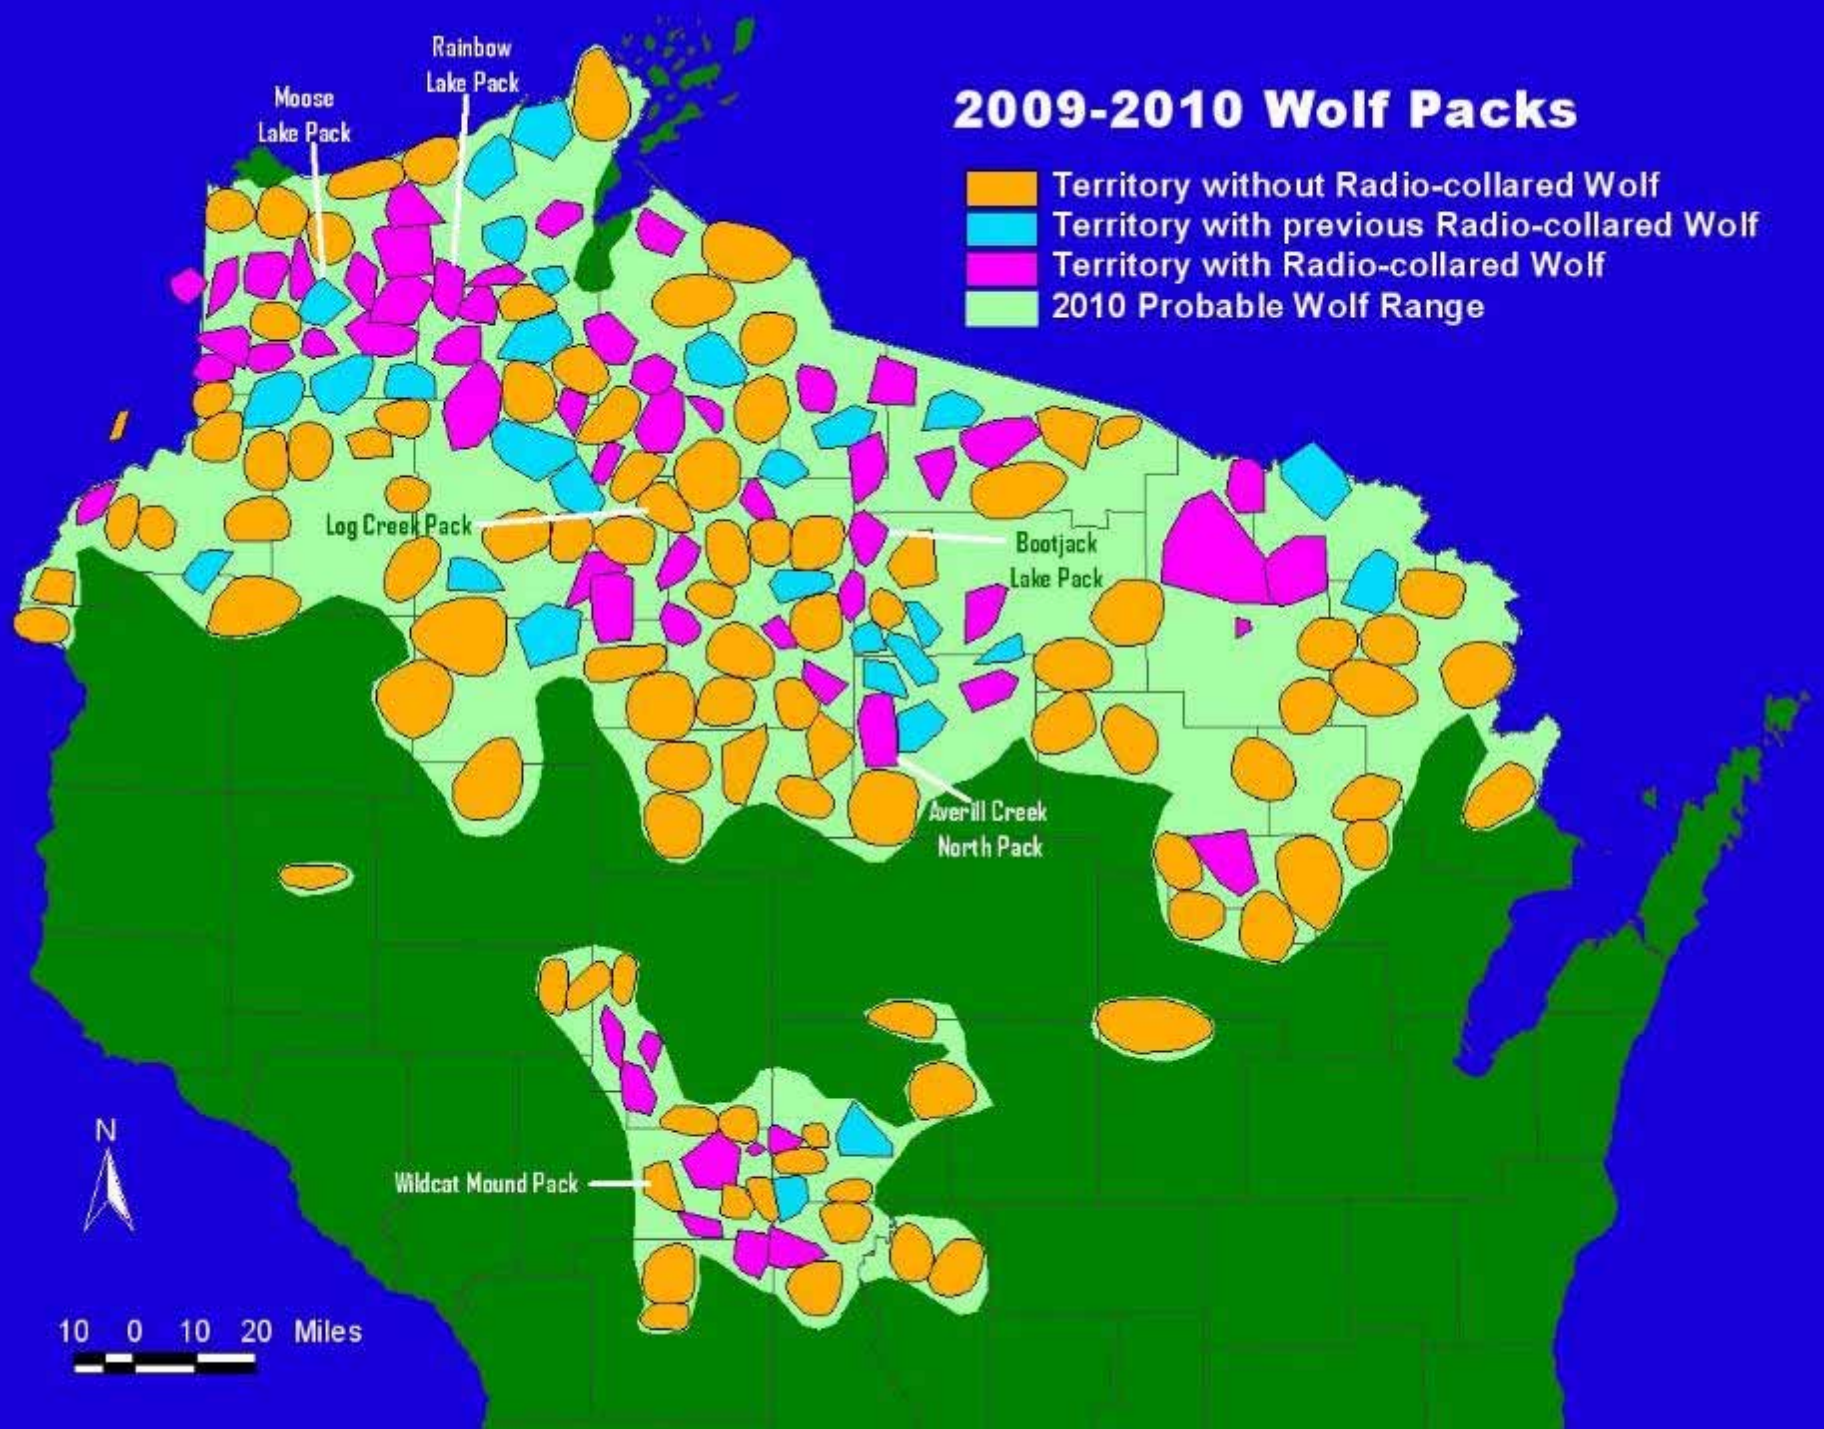 Rainbow
Lake Pack
Moose
Lake Pack
2009-2010 Wolf Packs
Territory without Radio-collared Wolf
Territory with previous Radio-collared Wolf
Territory with Radio-collared Wolf
2010 Probable Wolf Range
Log Creek Pack
Bootjack
Lake Pack
Averill Creek
North Pack
N
Wildcat Mound Pack
10 0 10 20 Miles